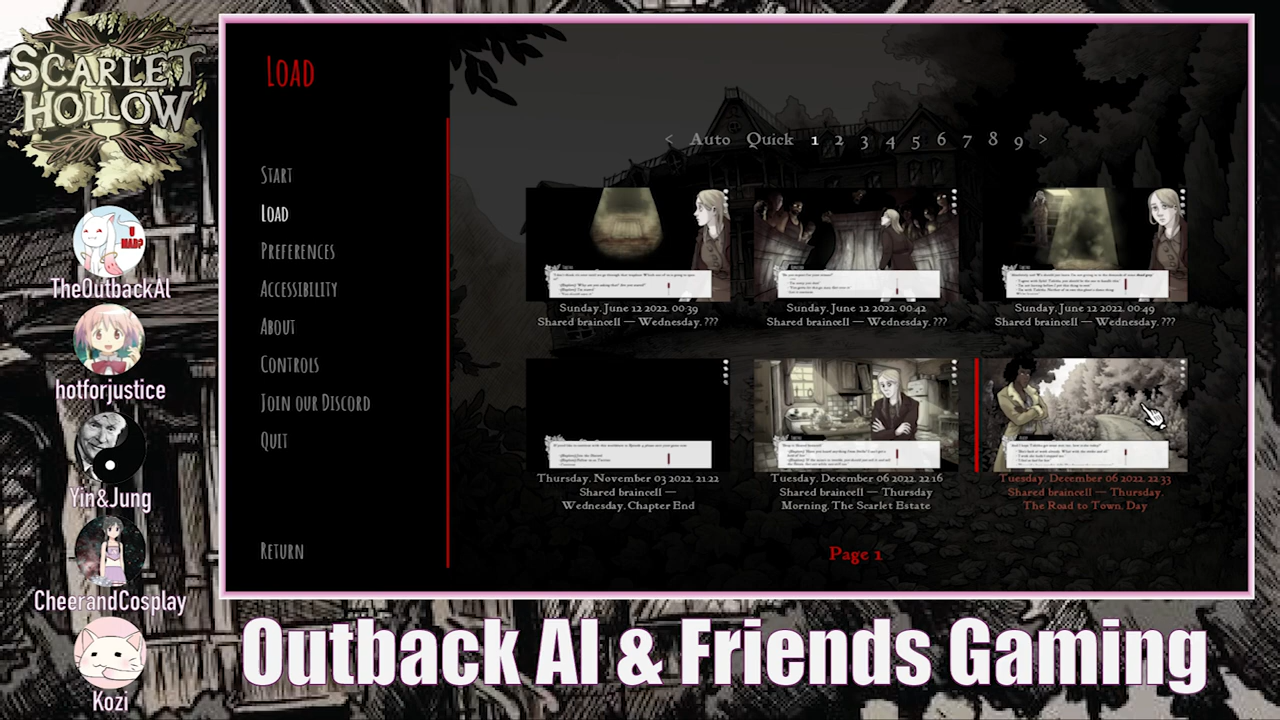 SCARLET
HOLLOW
U
MAD?
TheOutbackAl
hotforjustice
Yin&Jung
CheerandCosplay
Kozi
LOAD
START
LOAD
PREFERENCES
ACCESSIBILITY
ABOUT
CONTROLS
JOIN OUR DISCORD
QUIT
RETURN
< Auto Quick 1 2 3 4 5 6 7 8 9 >
Sunday, June 12 2022, 00:39
Shared braincell — Wednesday, ???
Sunday, June 12 2022, 00:42
Shared braincell — Wednesday, ???
Sunday, June 12 2022, 00:49
Shared braincell — Wednesday, ???
Thursday, November 03 2022, 21:22
Shared braincell —
Wednesday, Chapter End
Tuesday, December 06 2022, 22:16
Shared braincell — Thursday
Morning, The Scarlet Estate
Tuesday, December 06 2022, 22:33
Shared braincell — Thursday,
The Road to Town, Day
Page 1
Outback Al & Friends Gaming